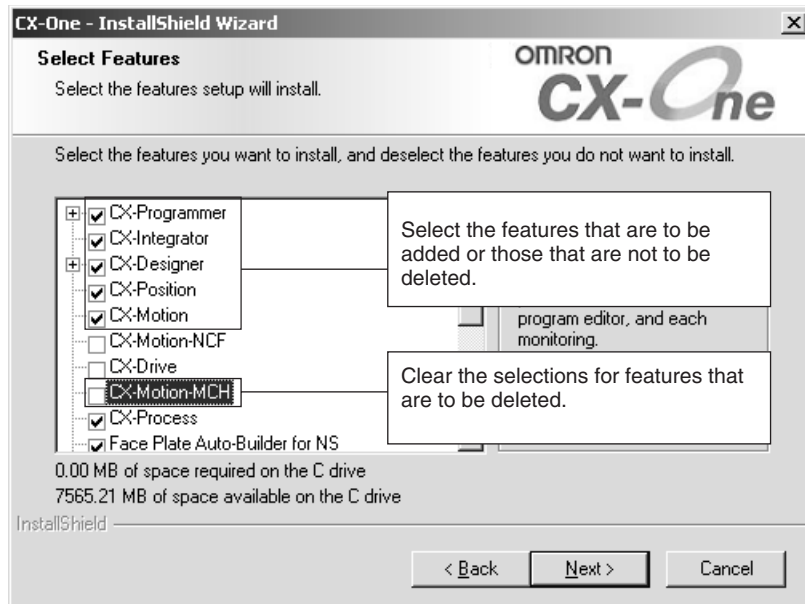 CX-One - InstallShield Wizard
Select Features
Select the features setup will install.
OMRON
CX-One
Select the features you want to install, and deselect the features you do not want to install.
CX-Programmer
CX-Integrator
CX-Designer
CX-Position
CX-Motion
CX-Motion-NCF
CX-Drive
CX-Motion-MCH
CX-Process
Face Plate Auto-Builder for NS
Select the features that are to be
added or those that are not to be
deleted.
program editor, and each
monitoring.
Clear the selections for features that
are to be deleted.
0.00 MB of space required on the C drive
7565.21 MB of space available on the C drive
InstallShield
< Back
Next >
Cancel